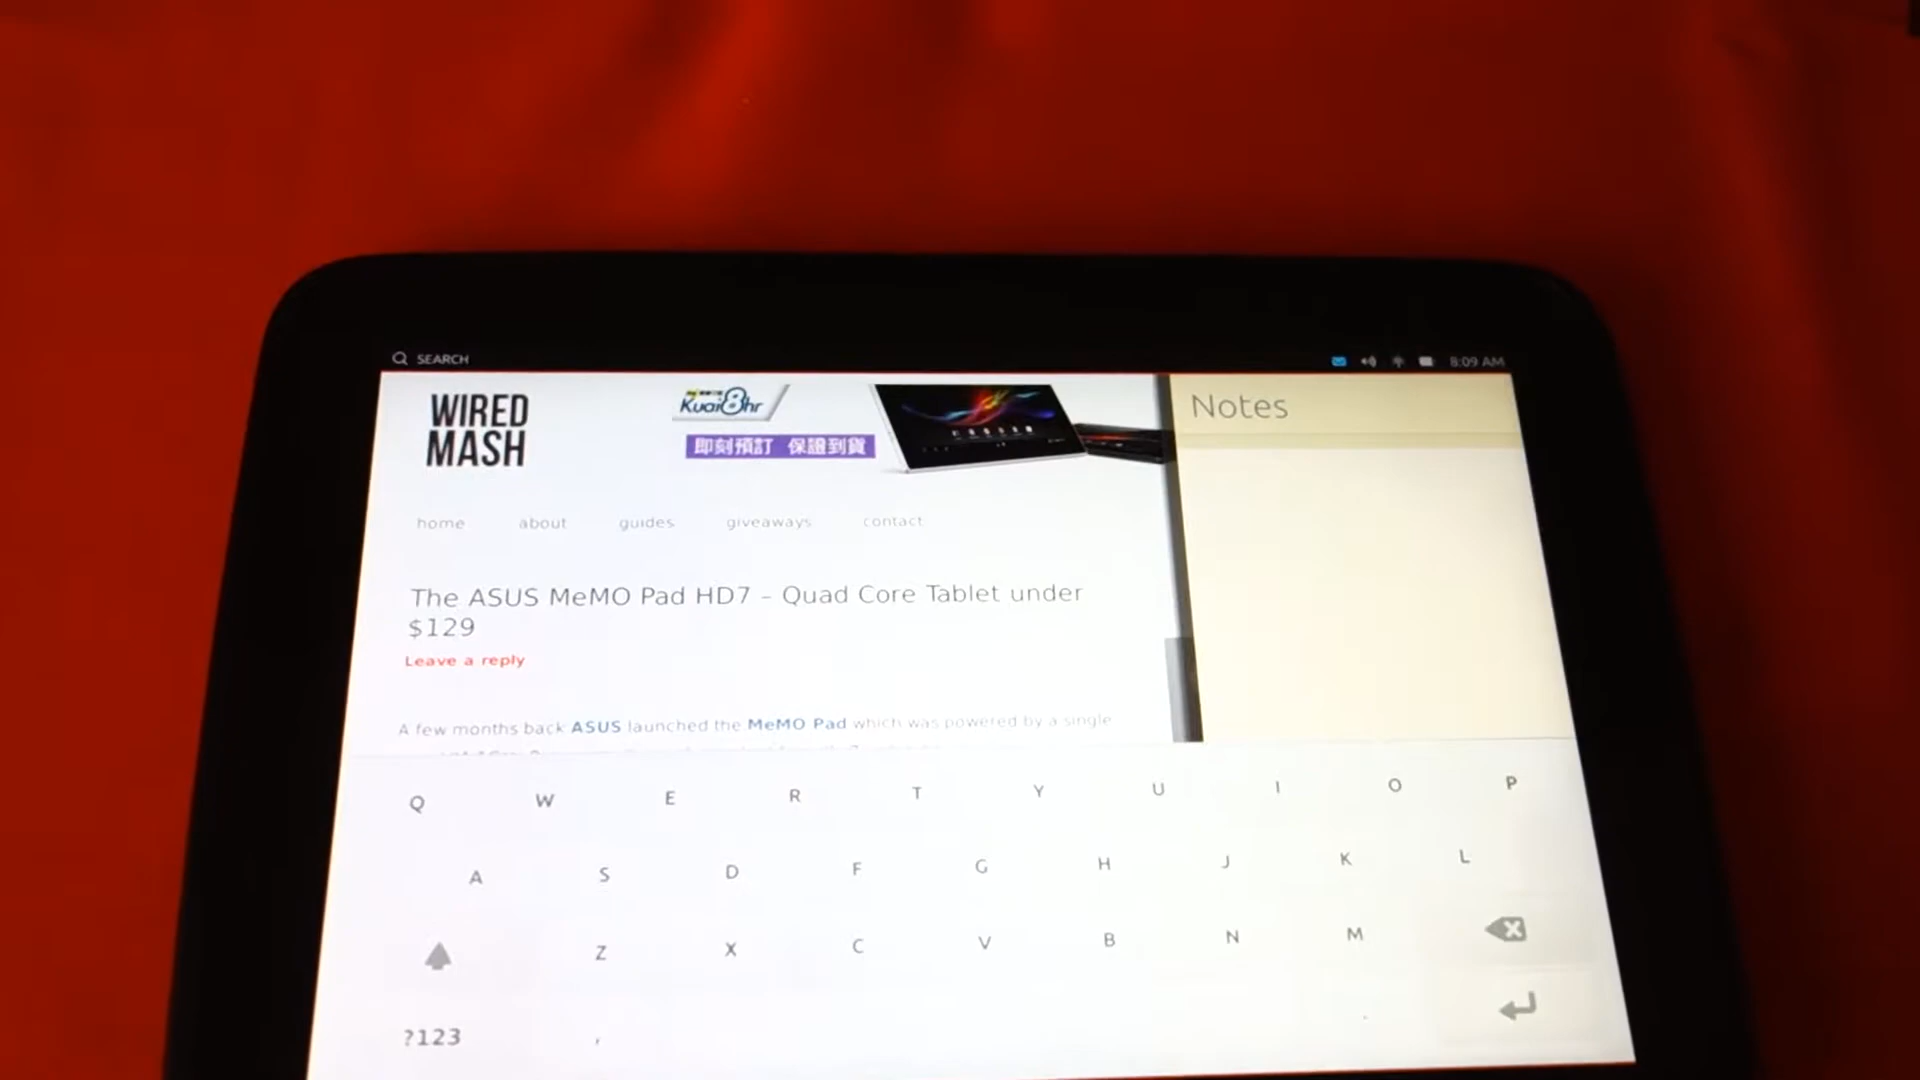 SEARCH
8:09 AM
WIRED
MASH
Kuai8hr
即刻預訂 保證到貨
Notes
home about guides giveaways contact
The ASUS MeMO Pad HD7 – Quad Core Tablet under
$129
Leave a reply
A few months back ASUS launched the MeMO Pad which was powered by a single
Q W E R T Y U I O P
A S D F G H J K L
Z X C V B N M
?123 , .